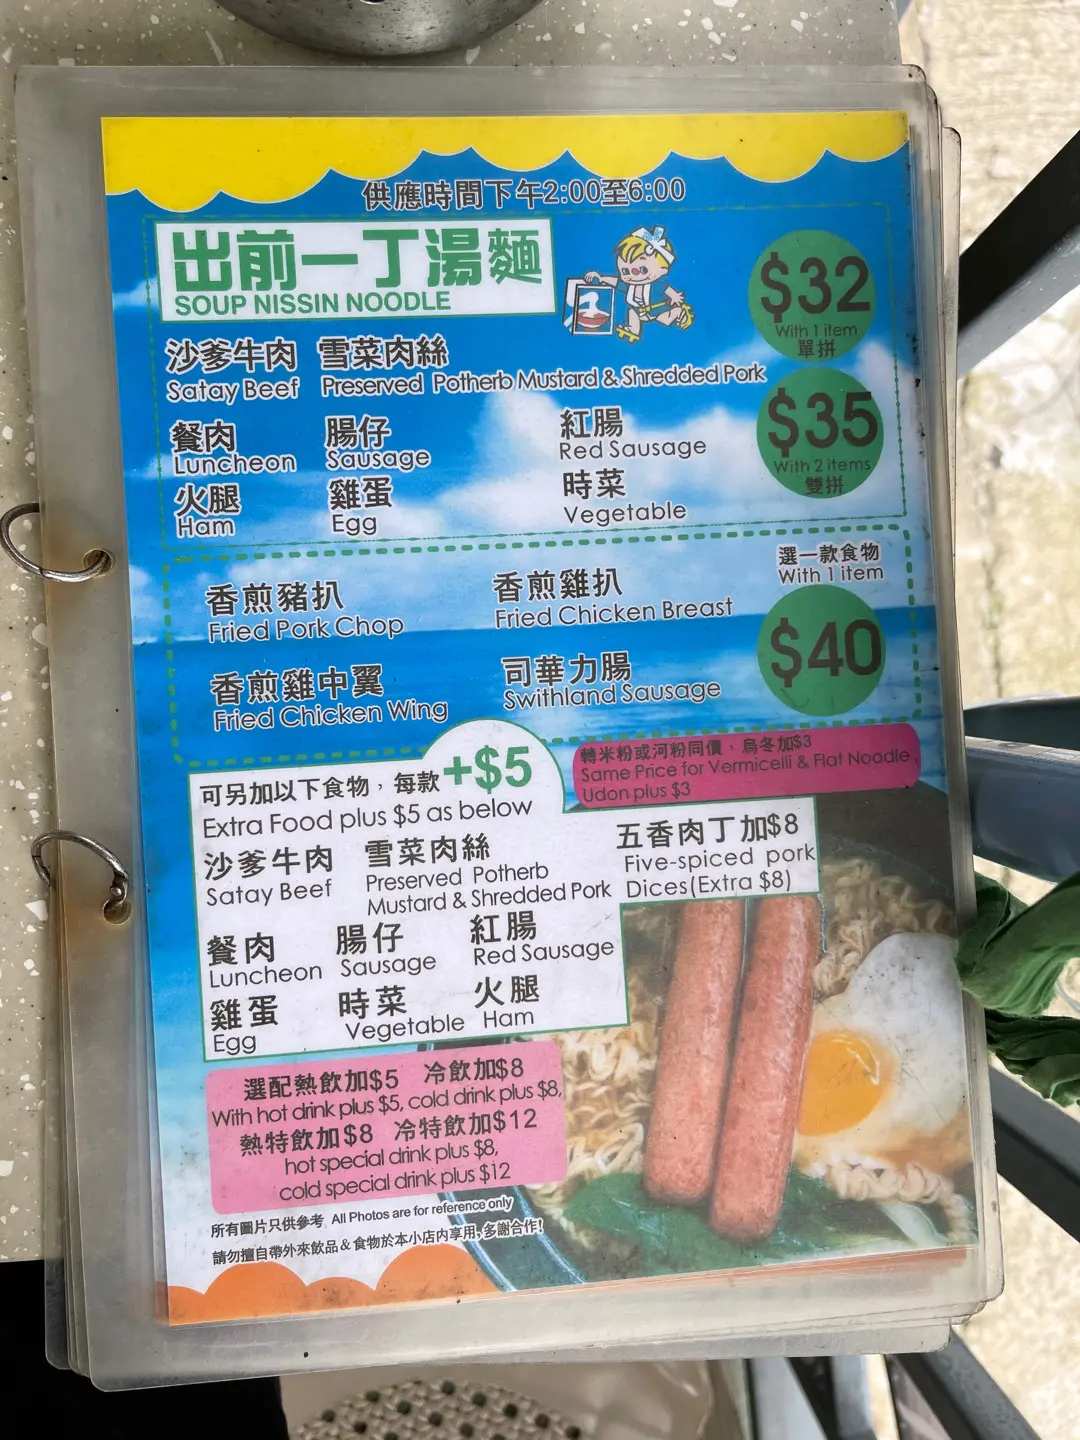 供應時間下午2:00至6:00
出前一丁湯麵
SOUP NISSIN NOODLE
$32
With 1 item
單拼
沙爹牛肉 雪菜肉絲
Satay Beef Preserved Potherb Mustard & Shredded Pork
$35
With 2 items
雙拼
餐肉 腸仔 紅腸
Luncheon Sausage Red Sausage
火腿 雞蛋 時菜
Ham Egg Vegetable
選一款食物
With 1 item
$40
香煎豬扒 香煎雞扒
Fried Pork Chop Fried Chicken Breast
香煎雞中翼 司華力腸
Fried Chicken Wing Swithland Sausage
轉米粉或河粉同價，烏冬加$3
Same Price for Vermicelli & Flat Noodle
Udon plus $3
可另加以下食物，每款 +$5
Extra Food plus $5 as below
沙爹牛肉 雪菜肉絲 五香肉丁加$8
Satay Beef Preserved Potherb Five-spiced pork
Mustard & Shredded Pork Dices(Extra $8)
餐肉 腸仔 紅腸
Luncheon Sausage Red Sausage
雞蛋 時菜 火腿
Egg Vegetable Ham
選配熱飲加$5 冷飲加$8
With hot drink plus $5, cold drink plus $8,
熱特飲加$8 冷特飲加$12
hot special drink plus $8,
cold special drink plus $12
所有圖片只供參考 All Photos are for reference only
請勿擅自帶外來飲品&食物於本小店內享用,多謝合作!